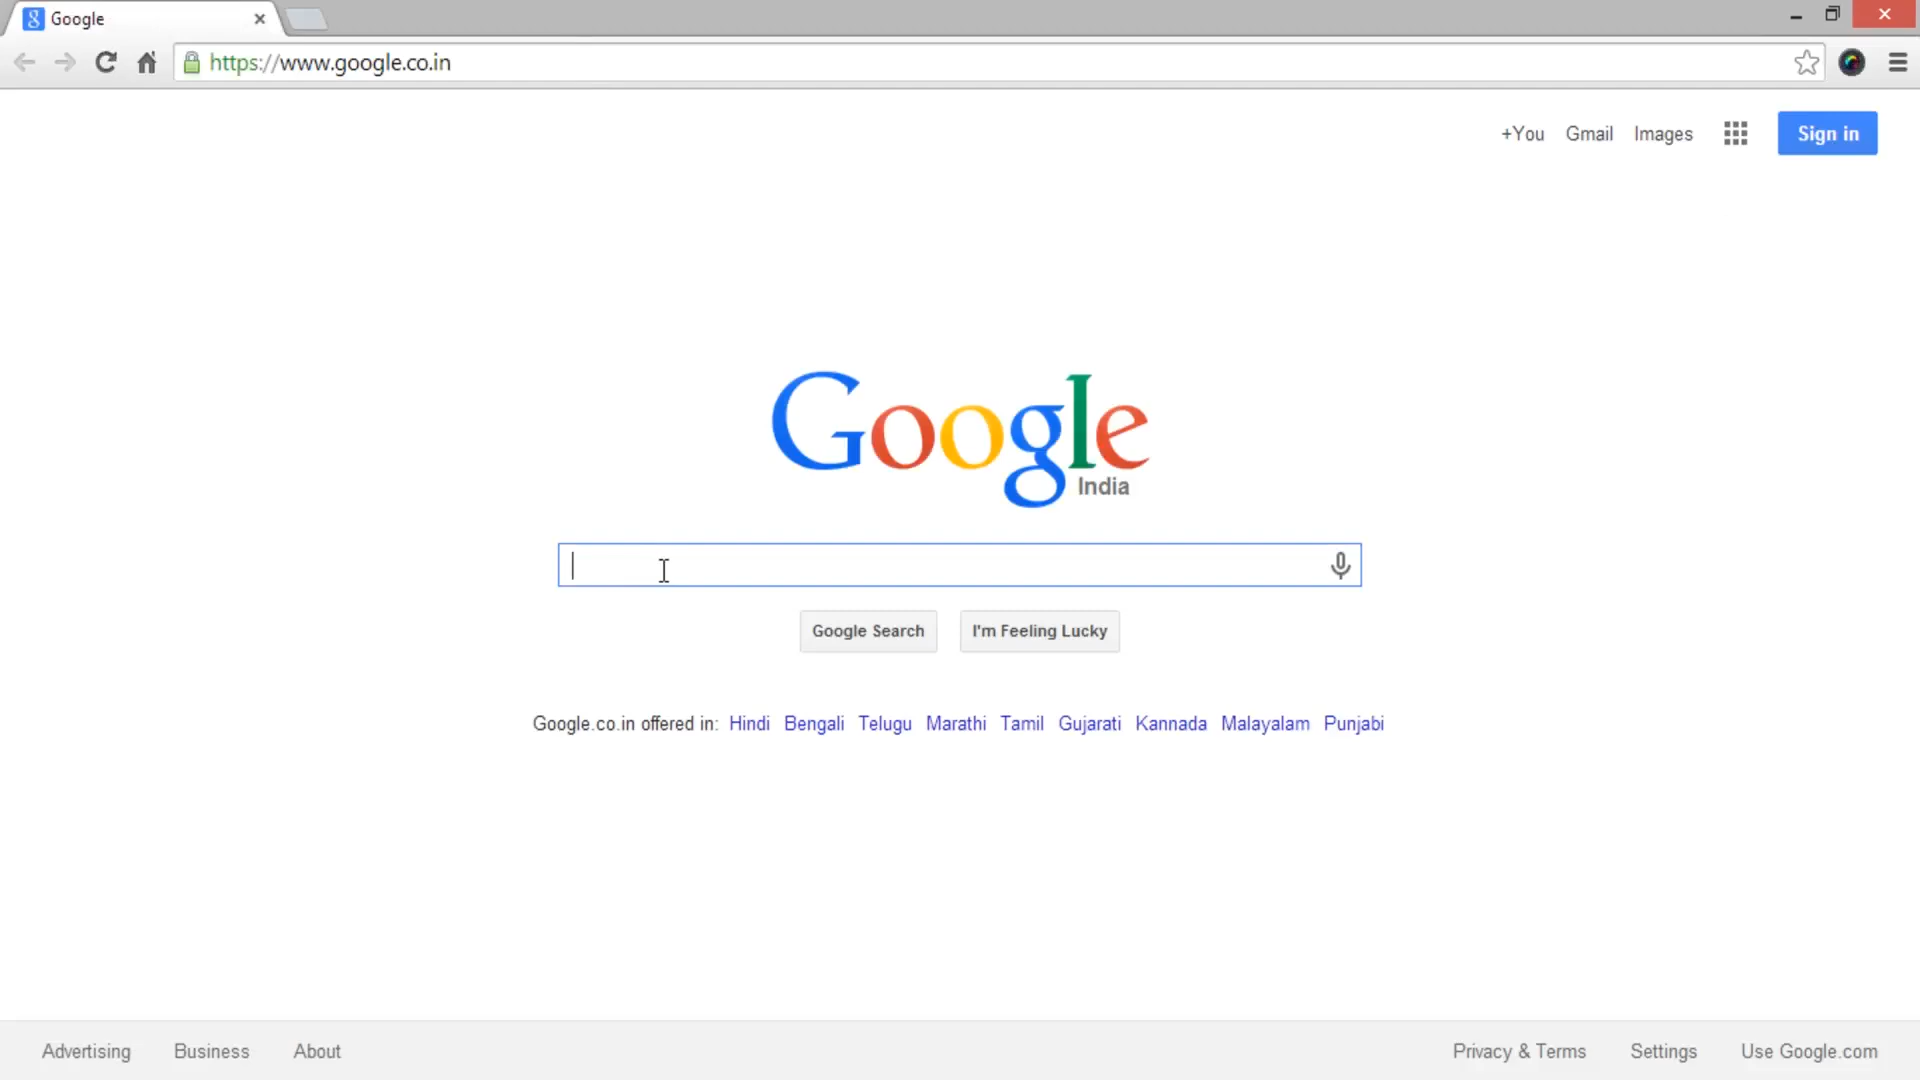 Google
https://www.google.co.in
+You Gmail Images Sign in
Google
India
Google Search I'm Feeling Lucky
Google.co.in offered in: Hindi Bengali Telugu Marathi Tamil Gujarati Kannada Malayalam Punjabi
Advertising Business About Privacy & Terms Settings Use Google.com